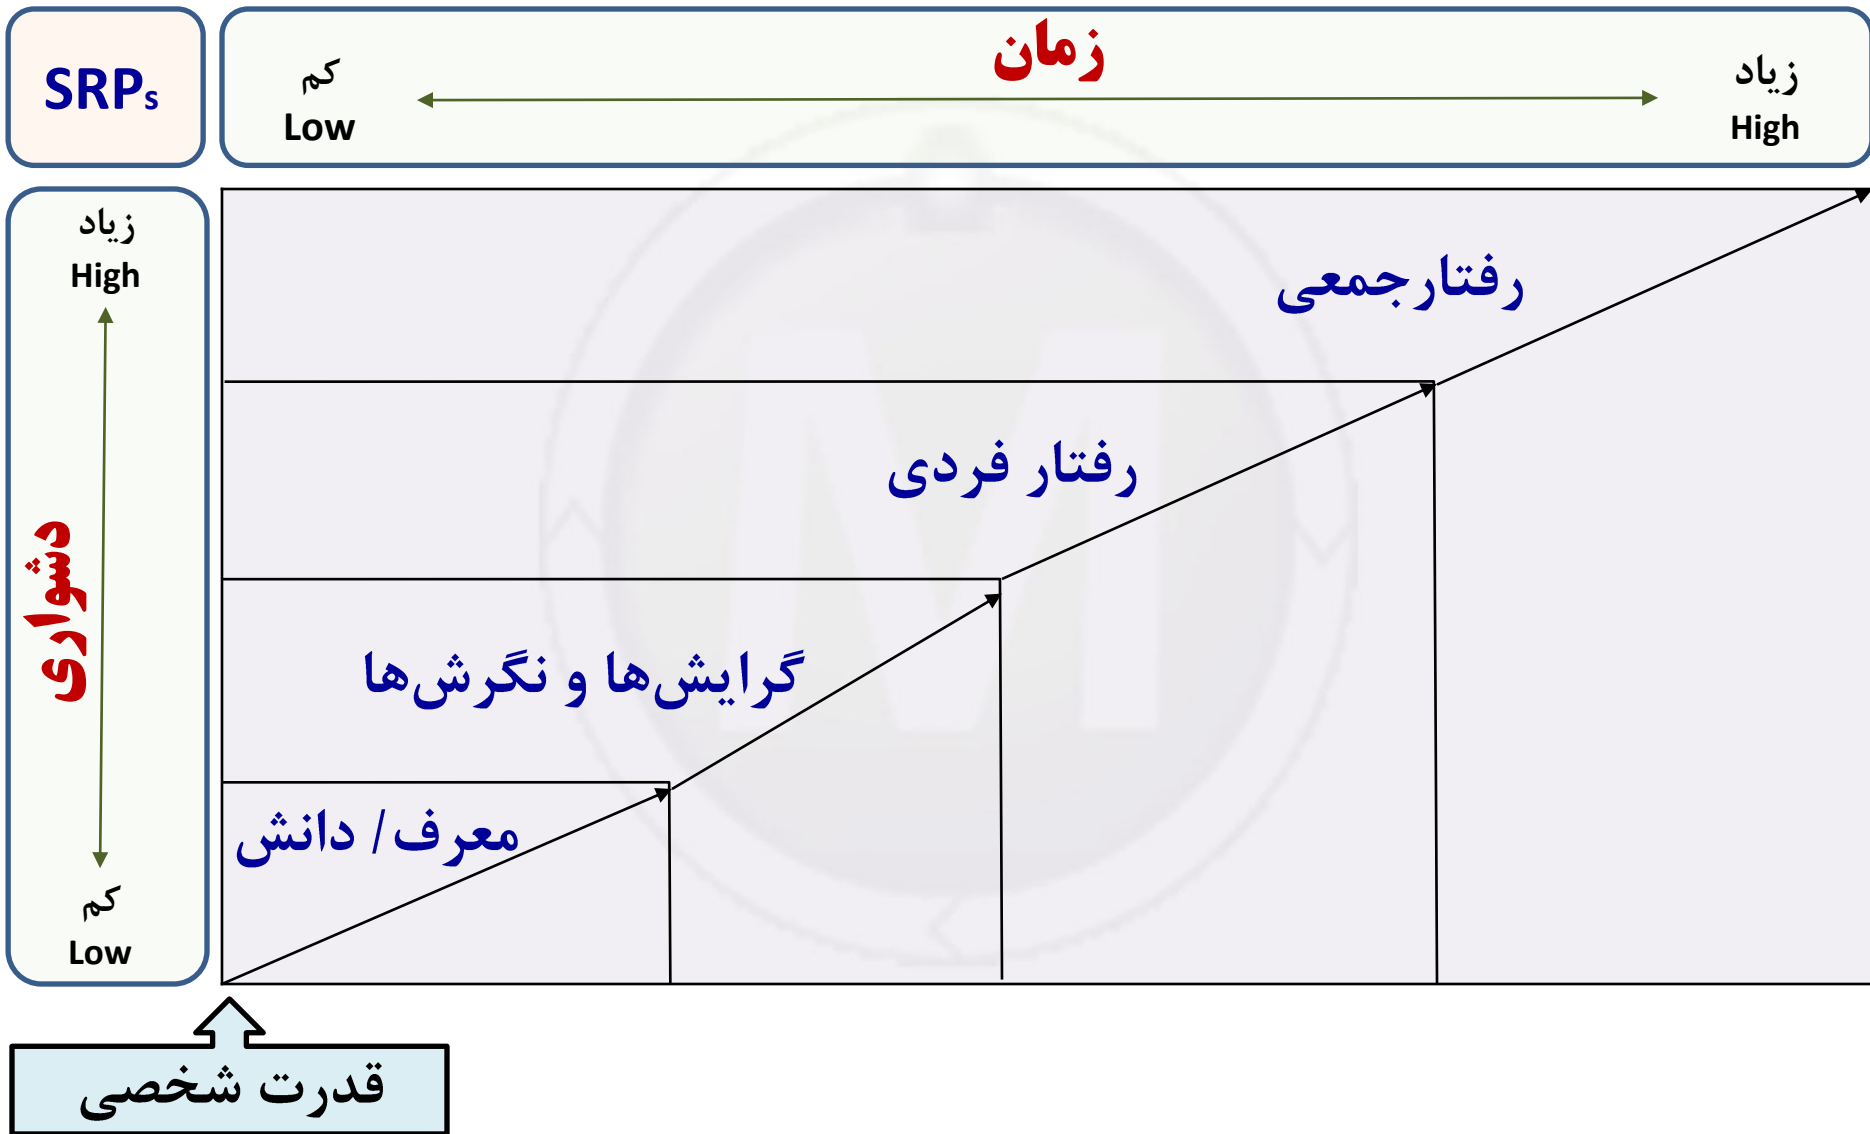 SRPs
زمان
کم
Low
زیاد
High
زیاد
High
دشواری
کم
Low
رفتارجمعی
رفتار فردی
گرایش‌ها و نگرش‌ها
معرف/ دانش
قدرت شخصی
M